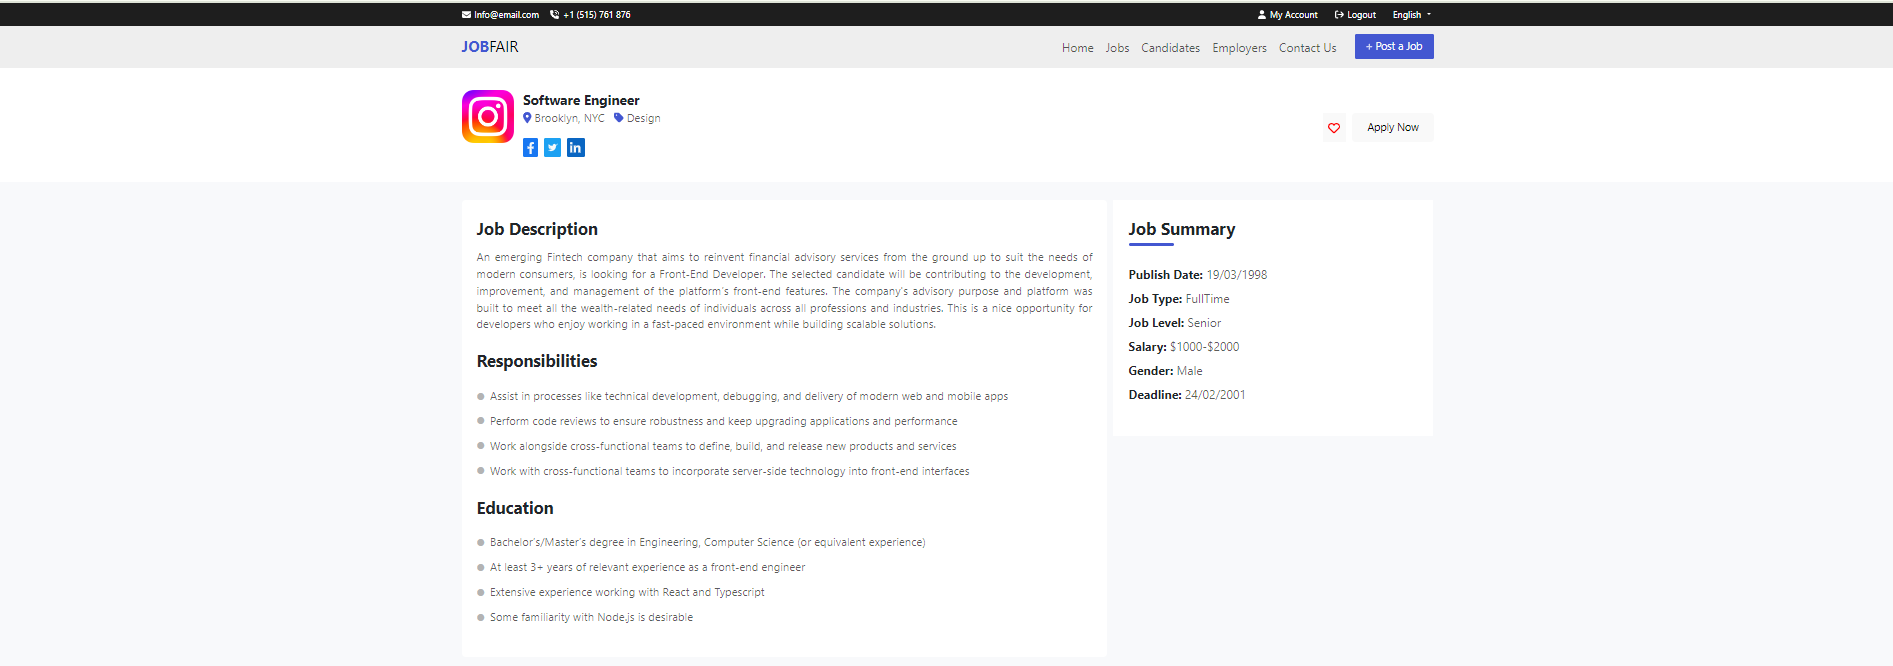 Info@email.com +1 (515) 761 876 My Account Logout English
JOBFAIR Home Jobs Candidates Employers Contact Us + Post a Job
Software Engineer
Brooklyn, NYC Design
Apply Now
Job Description
An emerging Fintech company that aims to reinvent financial advisory services from the ground up to suit the needs of
modern consumers, is looking for a Front-End Developer. The selected candidate will be contributing to the development,
improvement, and management of the platform's front-end features. The company's advisory purpose and platform was
built to meet all the wealth-related needs of individuals across all professions and industries. This is a nice opportunity for
developers who enjoy working in a fast-paced environment while building scalable solutions.
Responsibilities
Assist in processes like technical development, debugging, and delivery of modern web and mobile apps
Perform code reviews to ensure robustness and keep upgrading applications and performance
Work alongside cross-functional teams to define, build, and release new products and services
Work with cross-functional teams to incorporate server-side technology into front-end interfaces
Education
Bachelor's/Master's degree in Engineering, Computer Science (or equivalent experience)
At least 3+ years of relevant experience as a front-end engineer
Extensive experience working with React and Typescript
Some familiarity with Node.js is desirable
Job Summary
Publish Date: 19/03/1998
Job Type: FullTime
Job Level: Senior
Salary: $1000-$2000
Gender: Male
Deadline: 24/02/2001